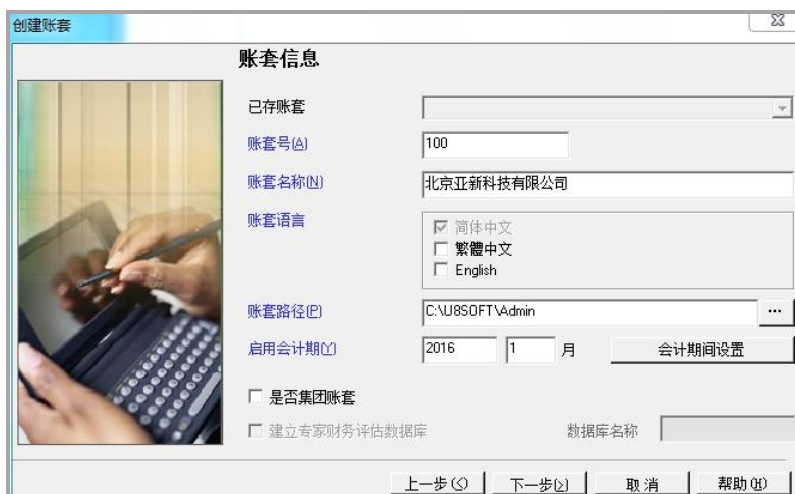 创建账套
账套信息
已存账套
账套号(A) 100
账套名称(N) 北京亚新科技有限公司
账套语言 简体中文
繁體中文
English
账套路径(P) C:\U8SOFT\Admin ...
启用会计期(Y) 2016 1 月 会计期间设置
是否集团账套
建立专家财务评估数据库 数据库名称
上一步(<) 下一步(>) 取消 帮助(H)